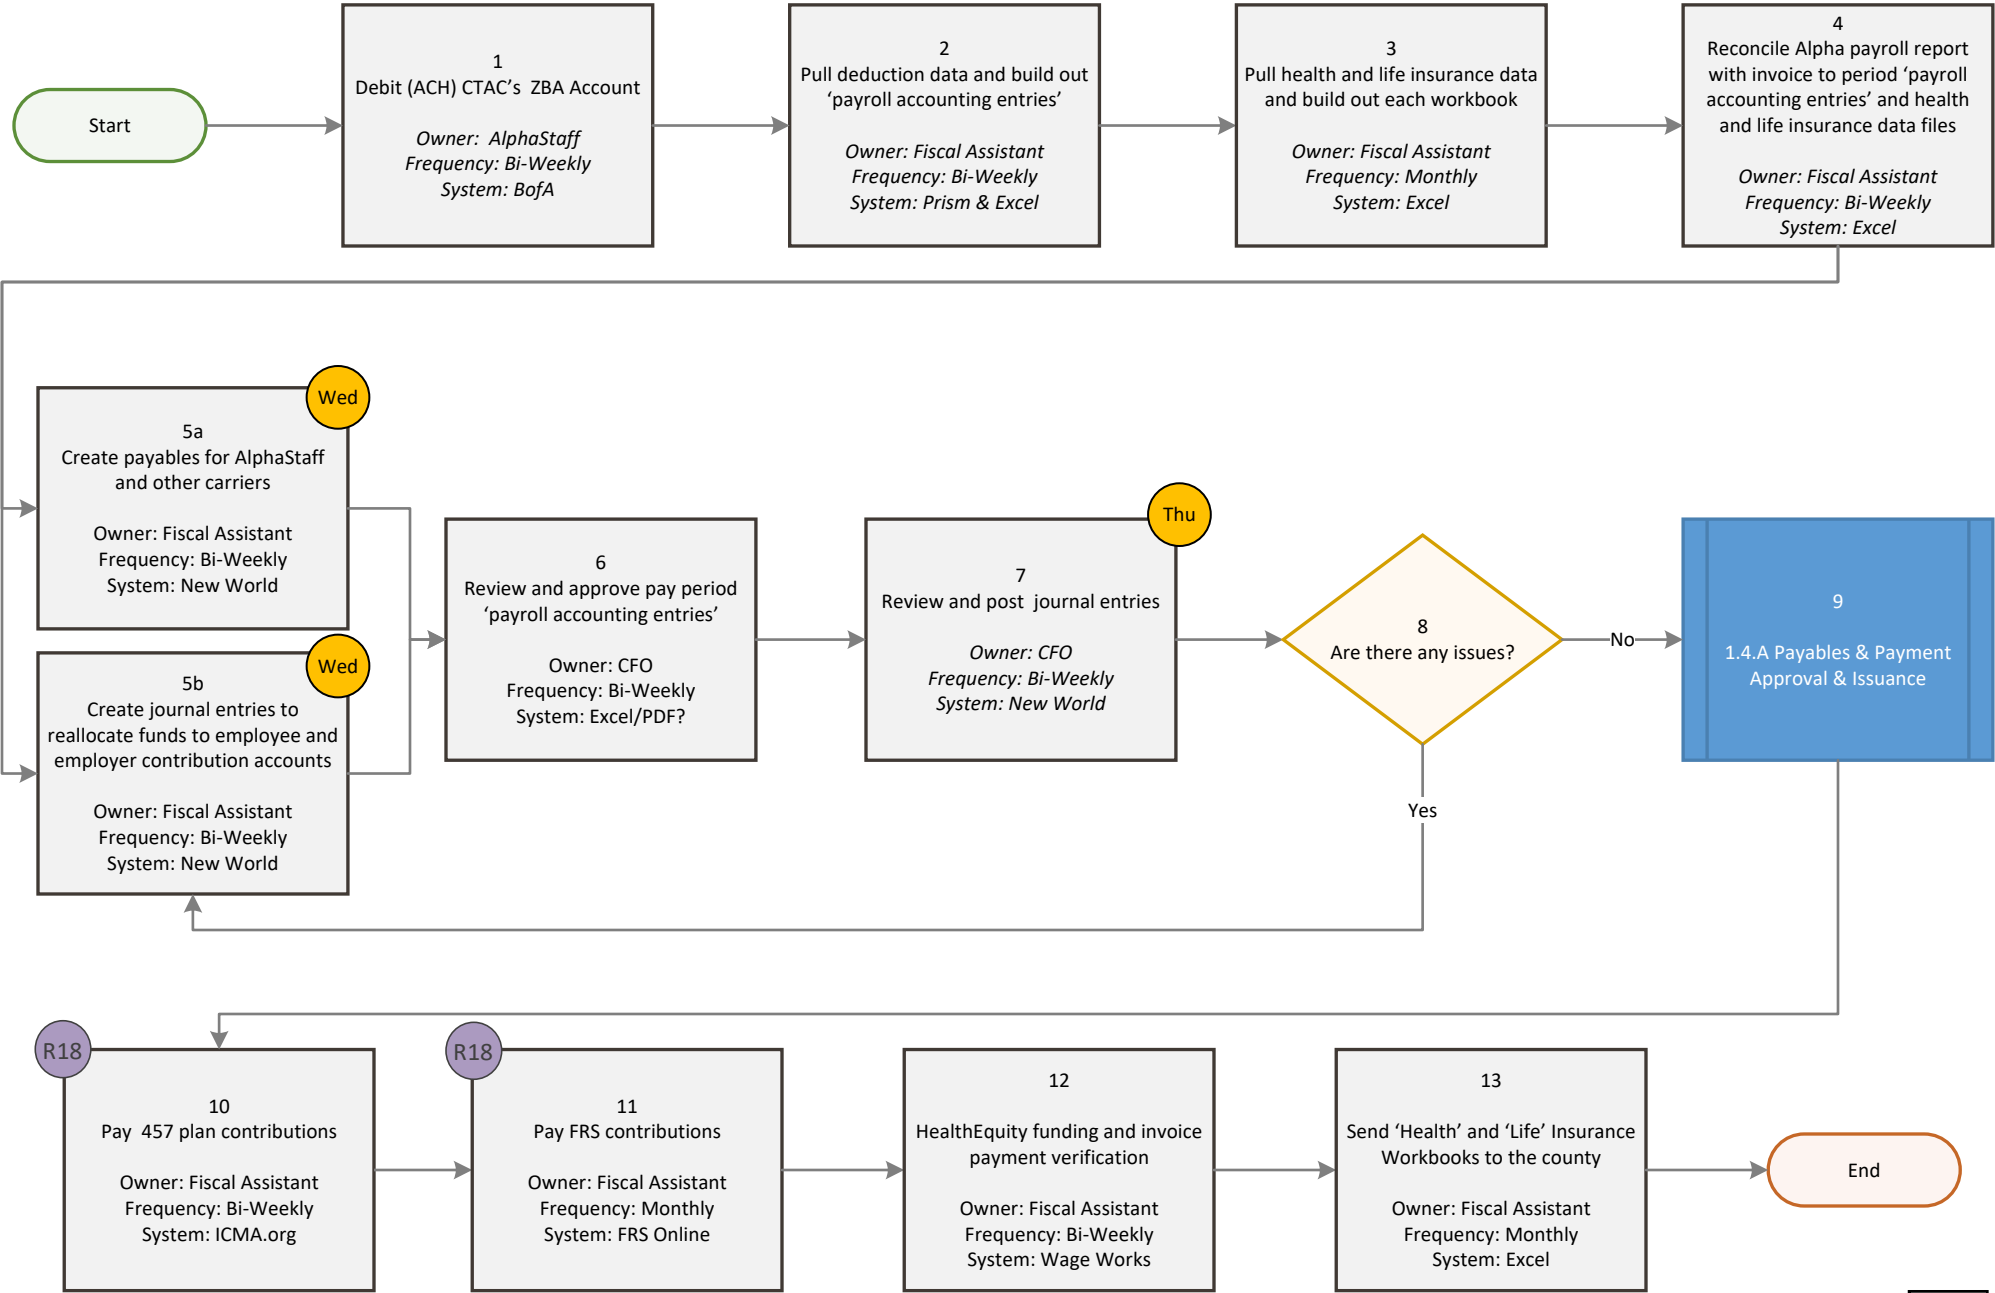 Start
1
Debit (ACH) CTAC's  ZBA Account
Owner:  AlphaStaff
Frequency: Bi-Weekly
System: BofA
2
Pull deduction data and build out
‘payroll accounting entries’
Owner: Fiscal Assistant
Frequency: Bi-Weekly
System: Prism & Excel
3
Pull health and life insurance data
and build out each workbook
Owner: Fiscal Assistant
Frequency: Monthly
System: Excel
4
Reconcile Alpha payroll report
with invoice to period ‘payroll
accounting entries’ and health
and life insurance data files
Owner: Fiscal Assistant
Frequency: Bi-Weekly
System: Excel
Wed
5a
Create payables for AlphaStaff
and other carriers
Owner: Fiscal Assistant
Frequency: Bi-Weekly
System: New World
Wed
5b
Create journal entries to
reallocate funds to employee and
employer contribution accounts
Owner: Fiscal Assistant
Frequency: Bi-Weekly
System: New World
6
Review and approve pay period
‘payroll accounting entries’
Owner: CFO
Frequency: Bi-Weekly
System: Excel/PDF?
Thu
7
Review and post  journal entries
Owner: CFO
Frequency: Bi-Weekly
System: New World
8
Are there any issues?
No
Yes
9
1.4.A Payables & Payment
Approval & Issuance
R18
10
Pay  457 plan contributions
Owner: Fiscal Assistant
Frequency: Bi-Weekly
System: ICMA.org
R18
11
Pay FRS contributions
Owner: Fiscal Assistant
Frequency: Monthly
System: FRS Online
12
HealthEquity funding and invoice
payment verification
Owner: Fiscal Assistant
Frequency: Bi-Weekly
System: Wage Works
13
Send ‘Health’ and ‘Life’ Insurance
Workbooks to the county
Owner: Fiscal Assistant
Frequency: Monthly
System: Excel
End